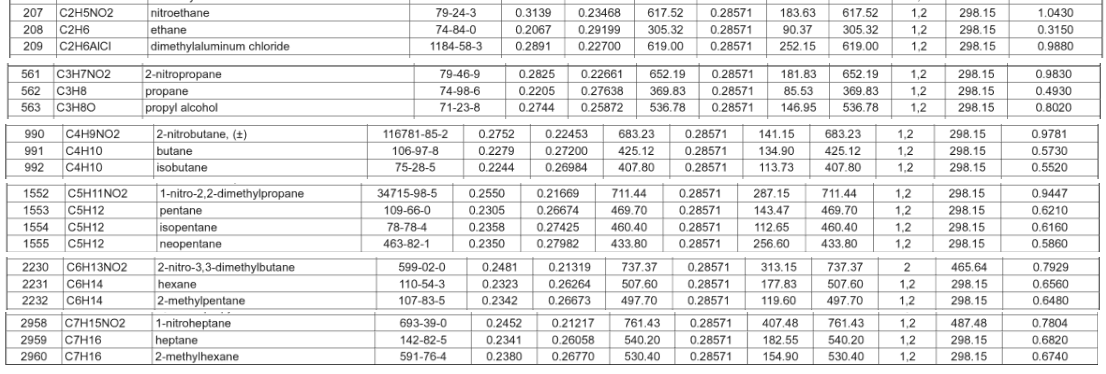 207 C2H5NO2 nitroethane 79-24-3 0.3139 0.23468 617.52 0.28571 183.63 617.52 1,2 298.15 1.0430
208 C2H6 ethane 74-84-0 0.2067 0.29199 305.32 0.28571 90.37 305.32 1,2 298.15 0.3150
209 C2H6AlCl dimethylaluminum chloride 1184-58-3 0.2891 0.22700 619.00 0.28571 252.15 619.00 1,2 298.15 0.9880
561 C3H7NO2 2-nitropropane 79-46-9 0.2825 0.22661 652.19 0.28571 181.83 652.19 1,2 298.15 0.9830
562 C3H8 propane 74-98-6 0.2205 0.27638 369.83 0.28571 85.53 369.83 1,2 298.15 0.4930
563 C3H8O propyl alcohol 71-23-8 0.2744 0.25872 536.78 0.28571 146.95 536.78 1,2 298.15 0.8020
990 C4H9NO2 2-nitrobutane, (±) 116781-85-2 0.2752 0.22453 683.23 0.28571 141.15 683.23 1,2 298.15 0.9781
991 C4H10 butane 106-97-8 0.2279 0.27200 425.12 0.28571 134.90 425.12 1,2 298.15 0.5730
992 C4H10 isobutane 75-28-5 0.2244 0.26984 407.80 0.28571 113.73 407.80 1,2 298.15 0.5520
1552 C5H11NO2 1-nitro-2,2-dimethylpropane 34715-98-5 0.2550 0.21669 711.44 0.28571 287.15 711.44 1,2 298.15 0.9447
1553 C5H12 pentane 109-66-0 0.2305 0.26674 469.70 0.28571 143.47 469.70 1,2 298.15 0.6210
1554 C5H12 isopentane 78-78-4 0.2358 0.27425 460.40 0.28571 112.65 460.40 1,2 298.15 0.6160
1555 C5H12 neopentane 463-82-1 0.2350 0.27982 433.80 0.28571 256.60 433.80 1,2 298.15 0.5860
2230 C6H13NO2 2-nitro-3,3-dimethylbutane 599-02-0 0.2481 0.21319 737.37 0.28571 313.15 737.37 2 465.64 0.7929
2231 C6H14 hexane 110-54-3 0.2323 0.26264 507.60 0.28571 177.83 507.60 1,2 298.15 0.6560
2232 C6H14 2-methylpentane 107-83-5 0.2342 0.26673 497.70 0.28571 119.60 497.70 1,2 298.15 0.6480
2958 C7H15NO2 1-nitroheptane 693-39-0 0.2452 0.21217 761.43 0.28571 407.48 761.43 1,2 487.48 0.7804
2959 C7H16 heptane 142-82-5 0.2341 0.26058 540.20 0.28571 182.55 540.20 1,2 298.15 0.6820
2960 C7H16 2-methylhexane 591-76-4 0.2380 0.26770 530.40 0.28571 154.90 530.40 1,2 298.15 0.6740